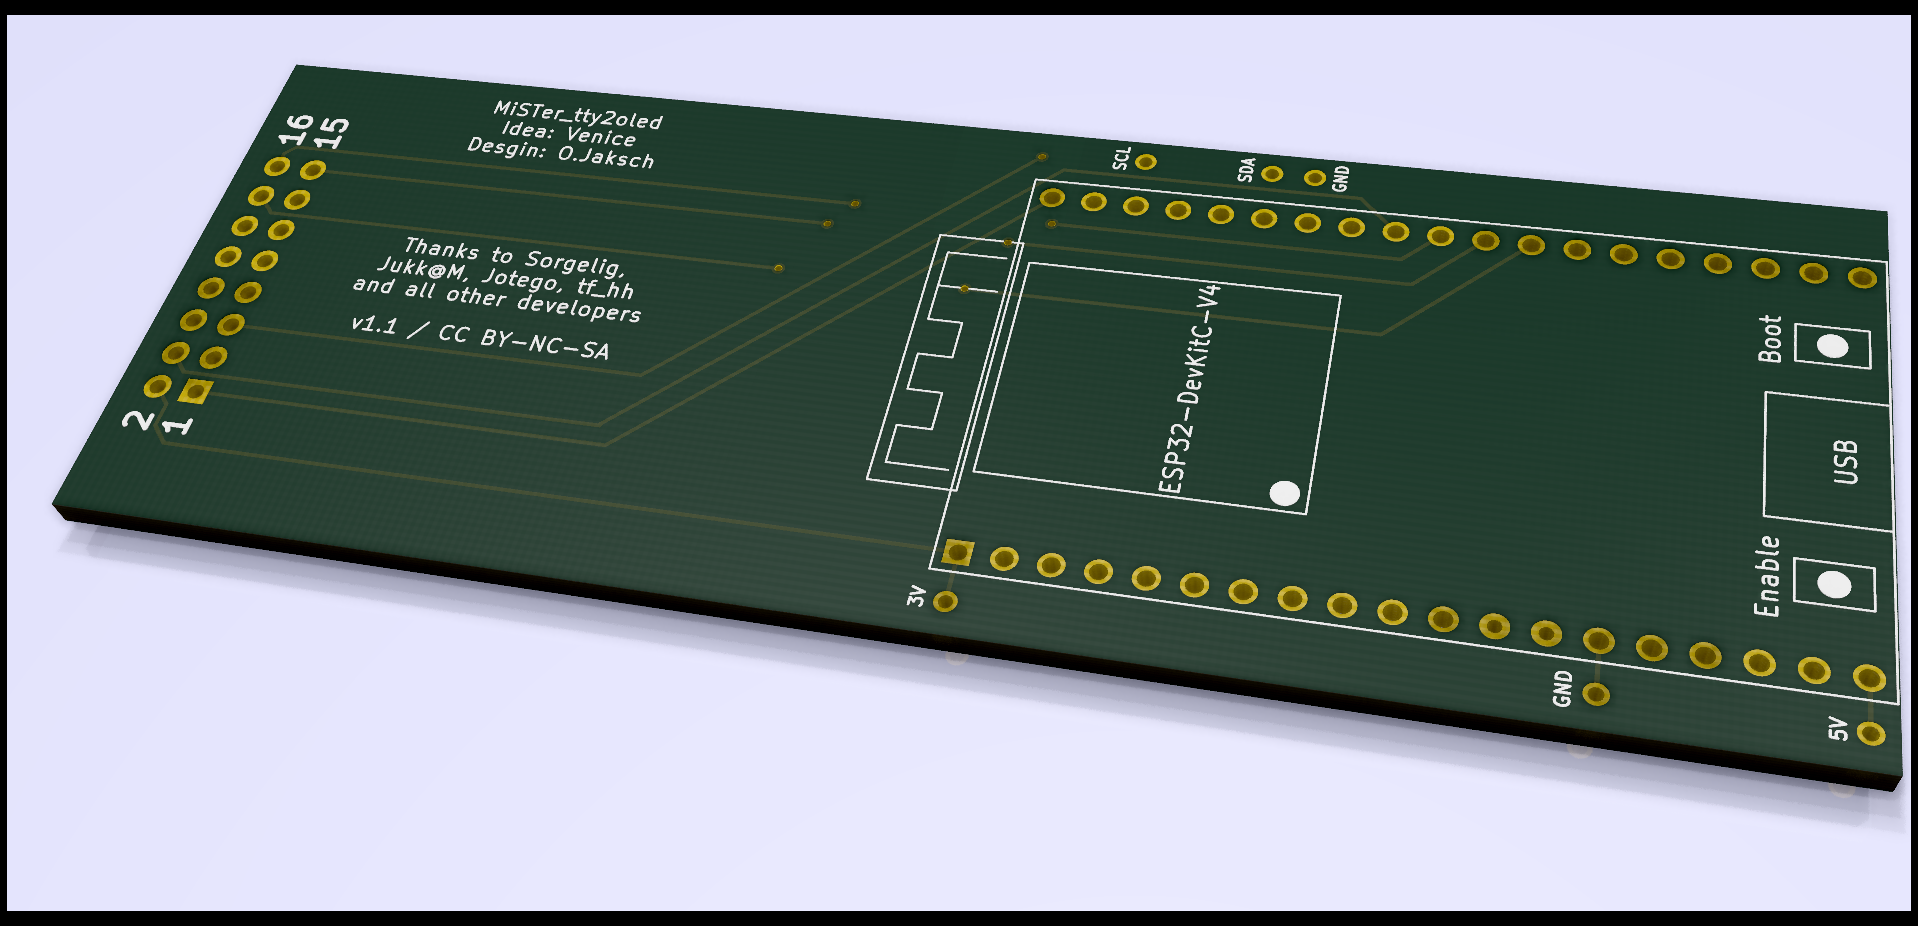 16
15
MiSTer_tty2oled
Idea: Venice
Desgin: O.Jaksch
Thanks to Sorgelig,
Jukk@M, Jotego, tf_hh
and all other developers
v1.1 / CC BY-NC-SA
2
1
SCL
SDA
GND
ESP32-DevKitC-V4
Boot
USB
Enable
3V
GND
5V